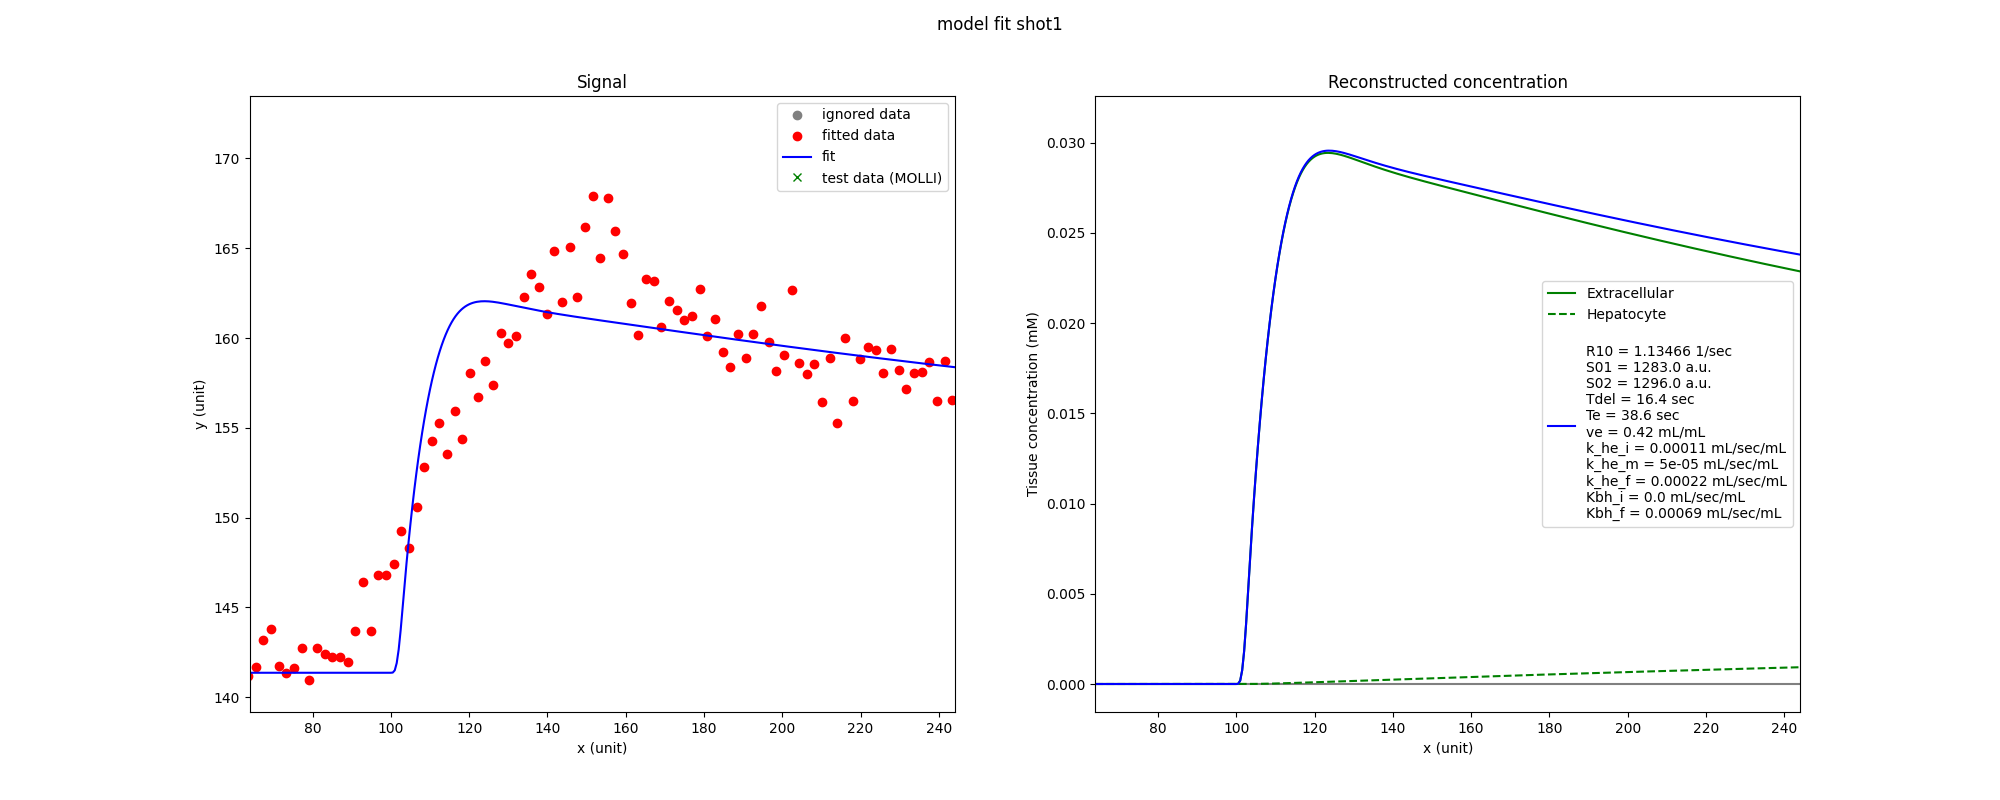 model fit shot1
Signal
ignored data
fitted data
fit
test data (MOLLI)
170
165
160
155
150
145
140
y (unit)
80 100 120 140 160 180 200 220 240
x (unit)
Reconstructed concentration
0.030
0.025
0.020
0.015
0.010
0.005
0.000
Tissue concentration (mM)
Extracellular
Hepatocyte
R10 = 1.13466 1/sec
S01 = 1283.0 a.u.
S02 = 1296.0 a.u.
Tdel = 16.4 sec
Te = 38.6 sec
ve = 0.42 mL/mL
k_he_i = 0.00011 mL/sec/mL
k_he_m = 5e-05 mL/sec/mL
k_he_f = 0.00022 mL/sec/mL
Kbh_i = 0.0 mL/sec/mL
Kbh_f = 0.00069 mL/sec/mL
80 100 120 140 160 180 200 220 240
x (unit)